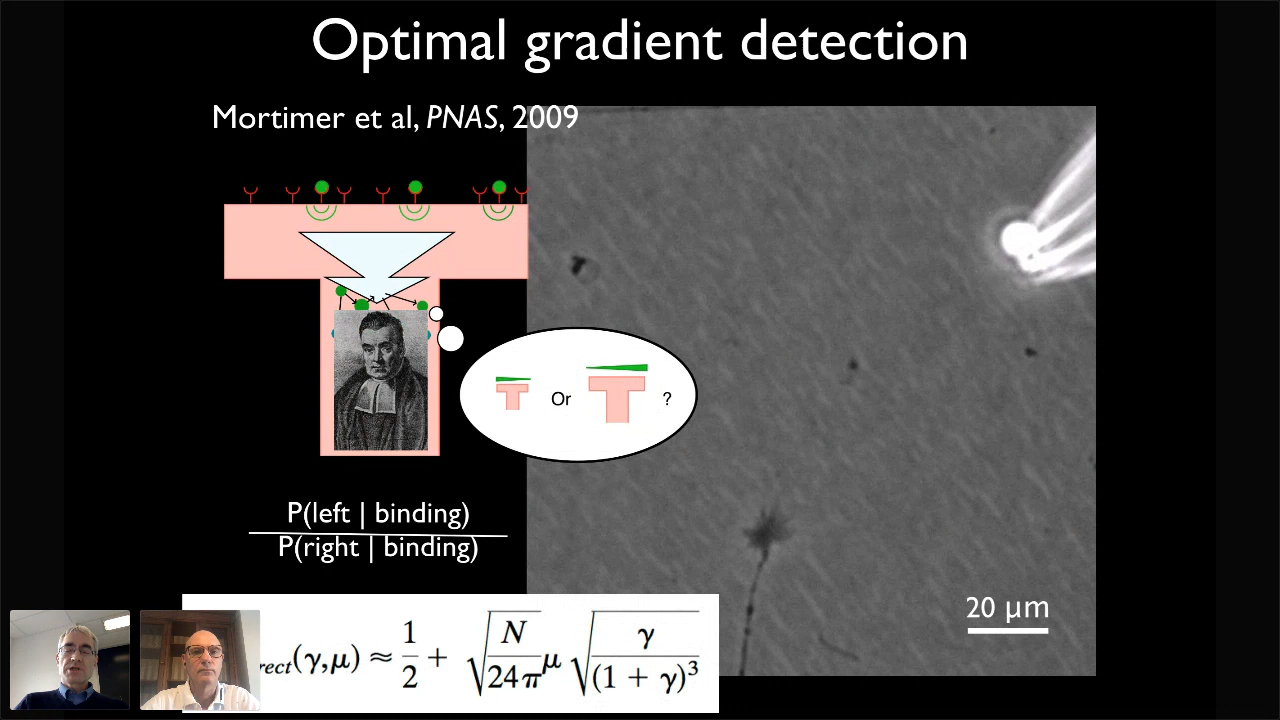 Optimal gradient detection
Mortimer et al, PNAS, 2009
Or ?
P(left | binding)
P(right | binding)
rect(γ,μ) ≈ 1/2 + √(N/24π) μ √(γ/(1 + γ)³)
20 μm